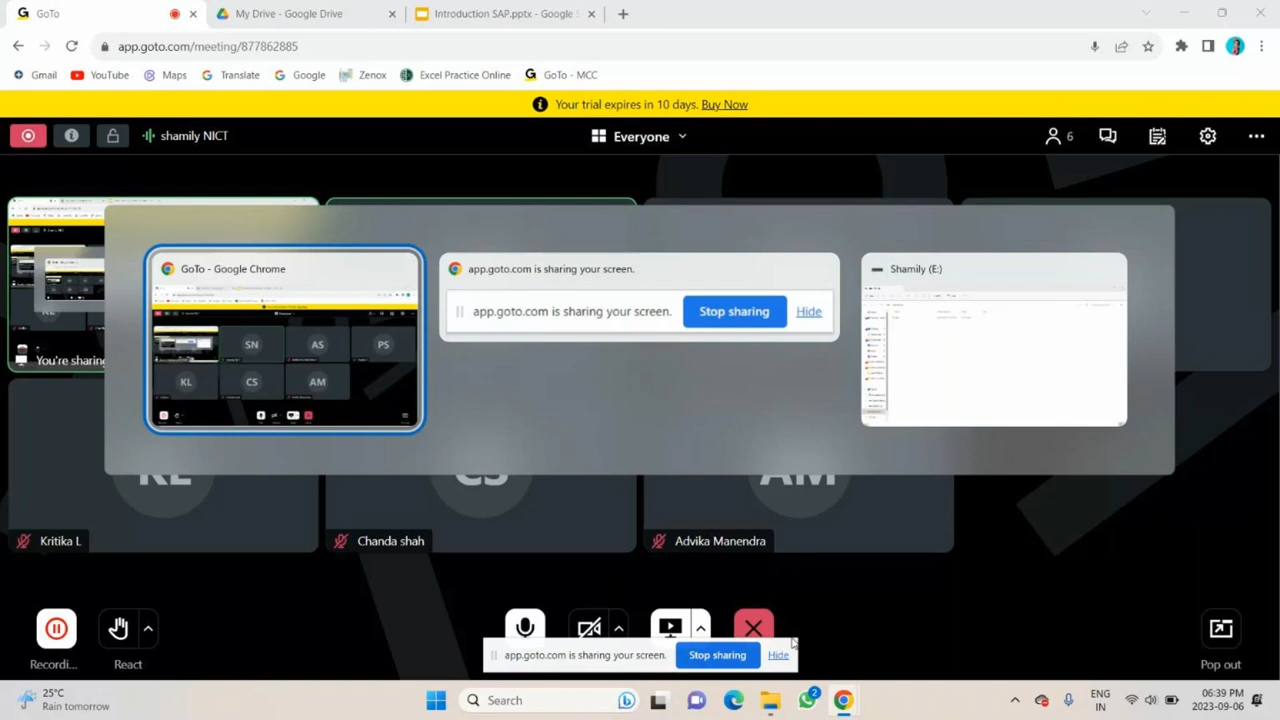 GoTo
My Drive - Google Drive
Introduction SAP.pptx - Google S
app.goto.com/meeting/877862885
Gmail
YouTube
Maps
Translate
Google
Zenox
Excel Practice Online
GoTo - MCC
Your trial expires in 10 days. Buy Now
shamily NICT
Everyone
6
GoTo - Google Chrome
SN
AS
PS
KL
CS
AM
app.goto.com is sharing your screen.
app.goto.com is sharing your screen.
Stop sharing
Hide
Shamily (E:)
You're sharing
KL
CS
AM
Kritika L
Chanda shah
Advika Manendra
Recordi...
React
app.goto.com is sharing your screen.
Stop sharing
Hide
Pop out
25°C
Rain tomorrow
Search
2
ENG
IN
06:39 PM
2023-09-06